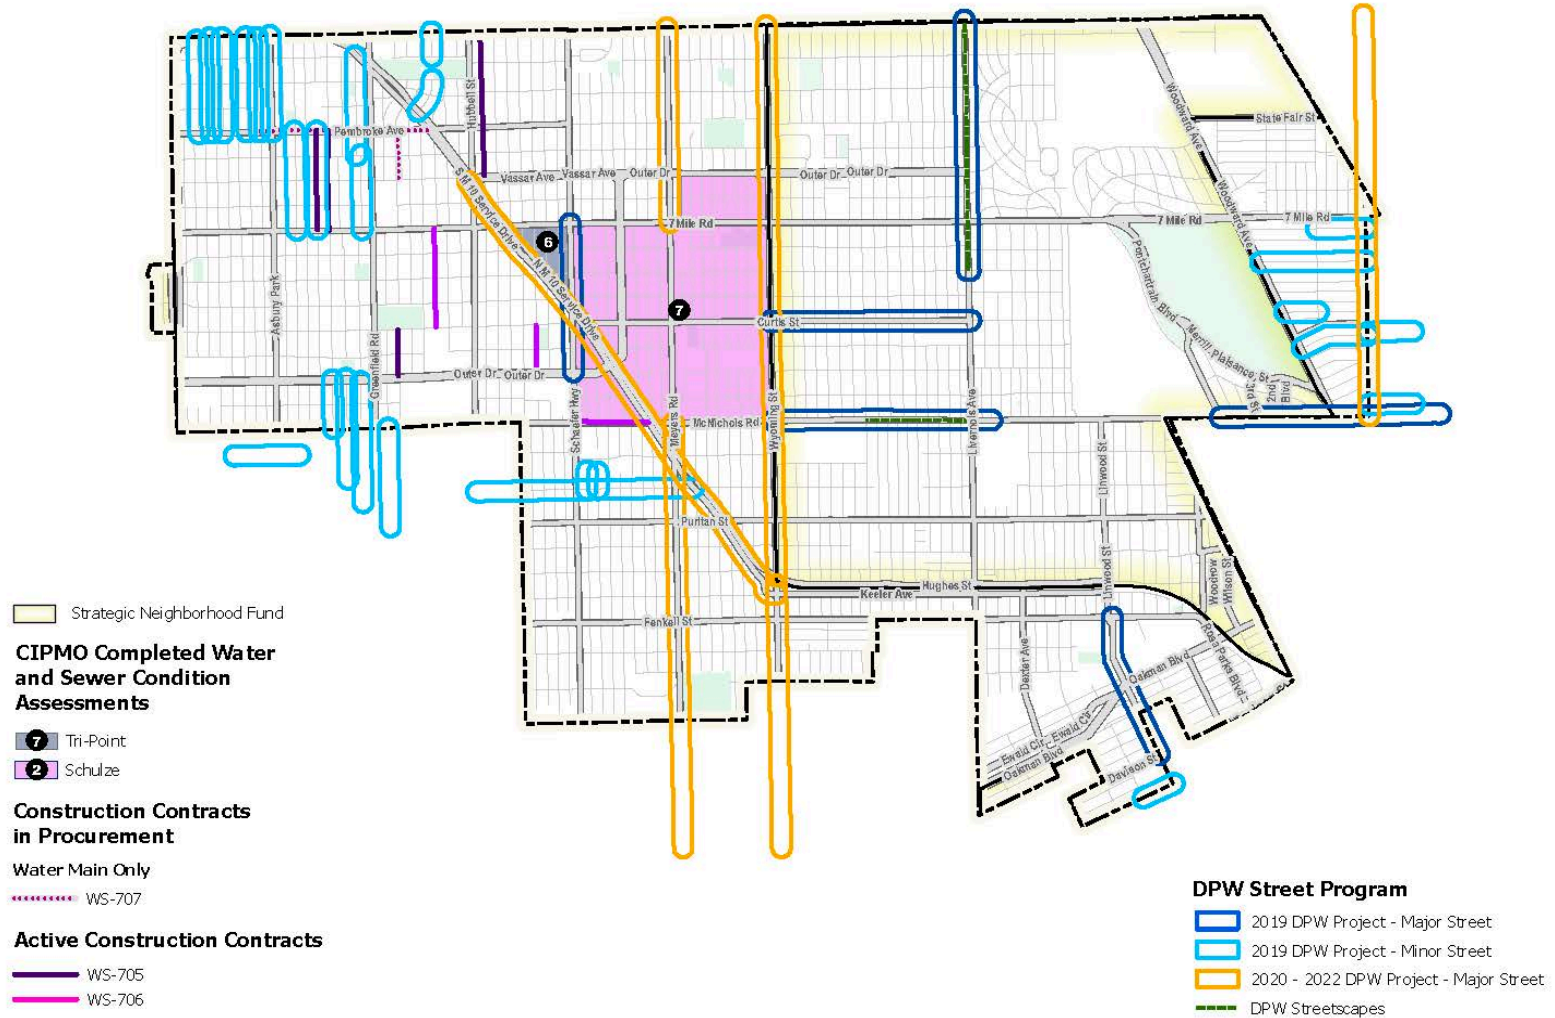 Hubbell St
Pembroke Ave
Woodward Ave
State Fair St
S M 10 Service Drive
Vassar Ave
Vassar Ave
Outer Dr
Outer Dr
Outer Dr
Woodward Ave
7 Mile Rd
7 Mile Rd
7 Mile Rd
6
N M 10 Service Drive
Pontchartrain Blvd
Asbury Park
7
Curtis St
Greenfield Rd
Merrill Plaisance St
Outer Dr
Outer Dr
3rd St
2nd Blvd
Schaefer Hwy
Meyers Rd
McNichols Rd
Wyoming St
Livernois Ave
Linwood St
Puritan St
Linwood St
Woodrow
Wilson St
Hughes St
Keeler Ave
Fenkell St
Dexter Ave
Rosa Parks Blvd
Oakman Blvd
Ewald Cir
Ewald Cir
Oakman Blvd
Davison St
Strategic Neighborhood Fund
CIPMO Completed Water
and Sewer Condition
Assessments
7 Tri-Point
2 Schulze
Construction Contracts
in Procurement
Water Main Only
WS-707
Active Construction Contracts
WS-705
WS-706
DPW Street Program
2019 DPW Project - Major Street
2019 DPW Project - Minor Street
2020 - 2022 DPW Project - Major Street
DPW Streetscapes